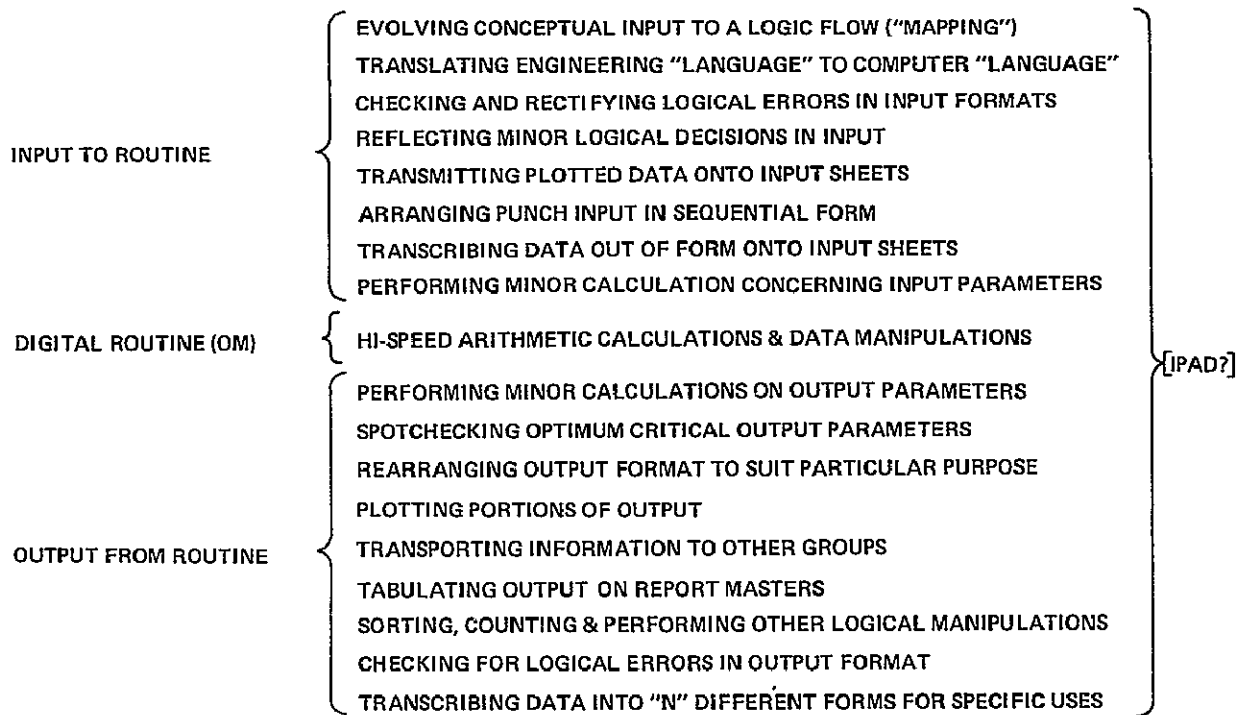 EVOLVING CONCEPTUAL INPUT TO A LOGIC FLOW ("MAPPING")
TRANSLATING ENGINEERING "LANGUAGE" TO COMPUTER "LANGUAGE"
CHECKING AND RECTIFYING LOGICAL ERRORS IN INPUT FORMATS
REFLECTING MINOR LOGICAL DECISIONS IN INPUT
INPUT TO ROUTINE
TRANSMITTING PLOTTED DATA ONTO INPUT SHEETS
ARRANGING PUNCH INPUT IN SEQUENTIAL FORM
TRANSCRIBING DATA OUT OF FORM ONTO INPUT SHEETS
PERFORMING MINOR CALCULATION CONCERNING INPUT PARAMETERS
DIGITAL ROUTINE (OM)
HI-SPEED ARITHMETIC CALCULATIONS & DATA MANIPULATIONS
[IPAD?]
PERFORMING MINOR CALCULATIONS ON OUTPUT PARAMETERS
SPOTCHECKING OPTIMUM CRITICAL OUTPUT PARAMETERS
REARRANGING OUTPUT FORMAT TO SUIT PARTICULAR PURPOSE
PLOTTING PORTIONS OF OUTPUT
OUTPUT FROM ROUTINE
TRANSPORTING INFORMATION TO OTHER GROUPS
TABULATING OUTPUT ON REPORT MASTERS
SORTING, COUNTING & PERFORMING OTHER LOGICAL MANIPULATIONS
CHECKING FOR LOGICAL ERRORS IN OUTPUT FORMAT
TRANSCRIBING DATA INTO "N" DIFFERENT FORMS FOR SPECIFIC USES